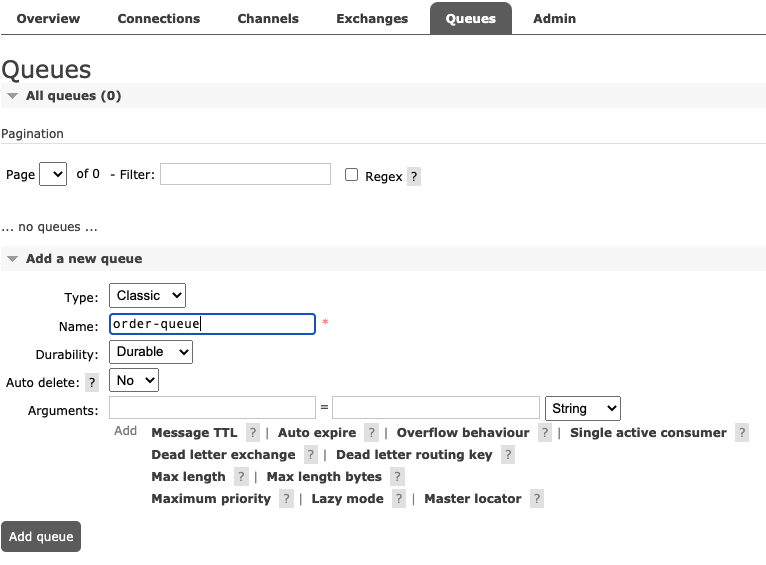 Overview Connections Channels Exchanges Queues Admin
Queues
All queues (0)
Pagination
Page of 0 - Filter: Regex ?
... no queues ...
Add a new queue
Type: Classic
Name: order-queue *
Durability: Durable
Auto delete: ? No
Arguments: = String
Add Message TTL ? | Auto expire ? | Overflow behaviour ? | Single active consumer ?
Dead letter exchange ? | Dead letter routing key ?
Max length ? | Max length bytes ?
Maximum priority ? | Lazy mode ? | Master locator ?
Add queue